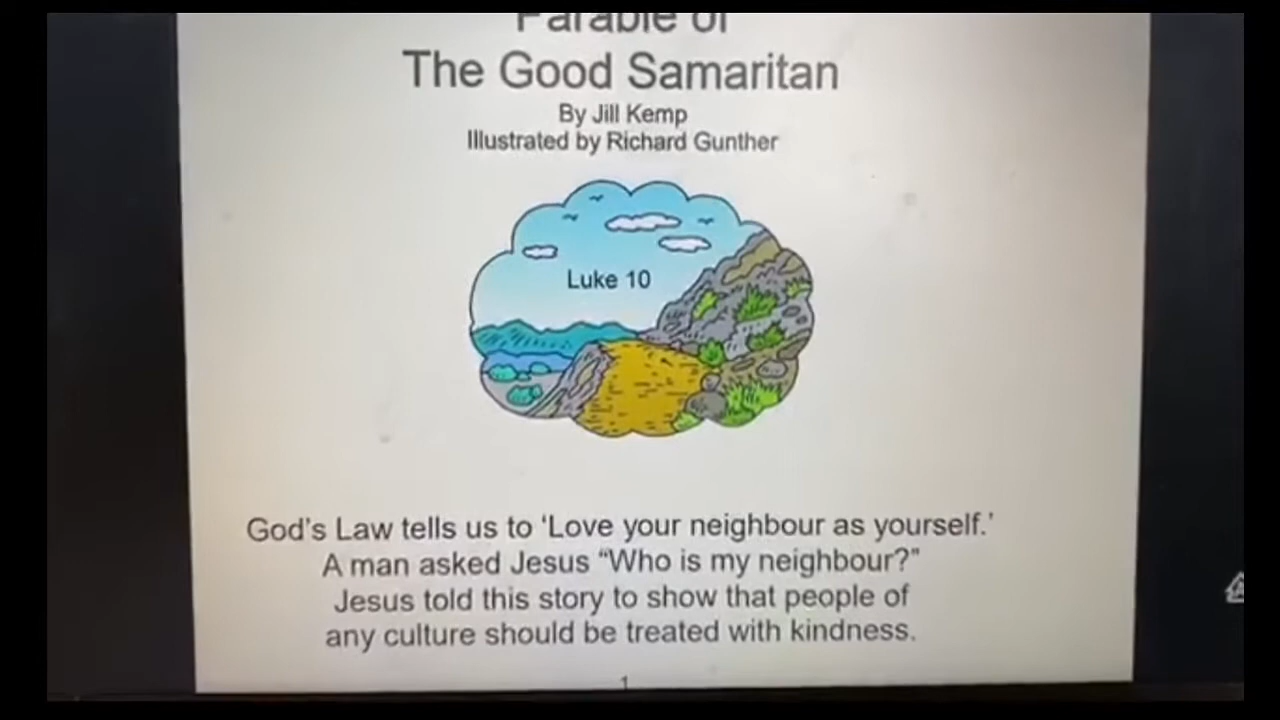 Parable of
The Good Samaritan
By Jill Kemp
Illustrated by Richard Gunther
Luke 10
God's Law tells us to ‘Love your neighbour as yourself.’
A man asked Jesus “Who is my neighbour?”
Jesus told this story to show that people of
any culture should be treated with kindness.
1